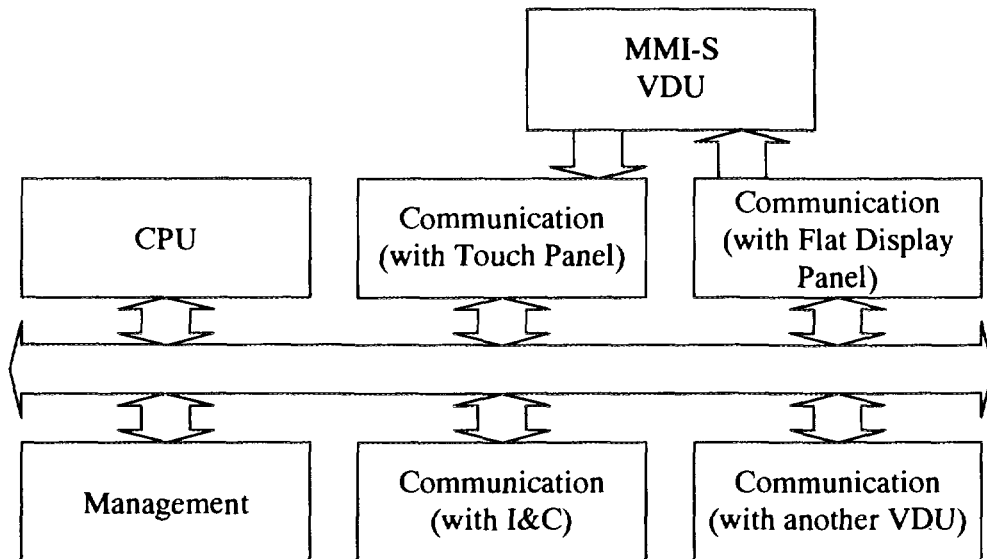 MMI-S
VDU
CPU
Communication
(with Touch Panel)
Communication
(with Flat Display
Panel)
Management
Communication
(with I&C)
Communication
(with another VDU)